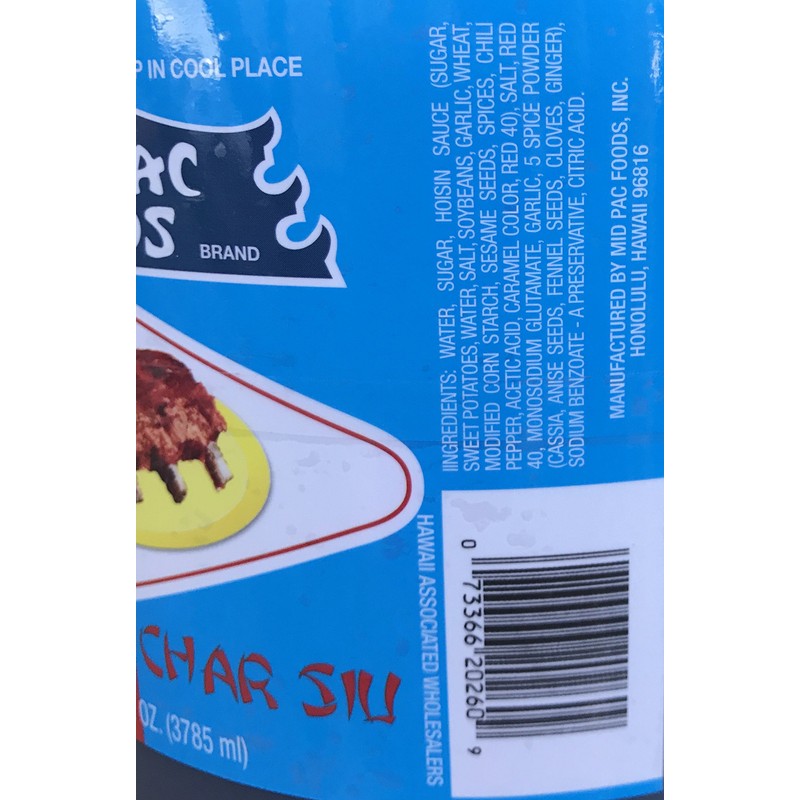 IN COOL PLACE
AC
S
BRAND
CHAR SIU
OZ. (3785 ml)
INGREDIENTS: WATER, SUGAR, HOISIN SAUCE (SUGAR,
SWEET POTATOES, WATER, SALT, SOYBEANS, GARLIC, WHEAT,
MODIFIED CORN STARCH, SESAME SEEDS, SPICES, CHILI
PEPPER, ACETIC ACID, CARAMEL COLOR, RED 40), SALT, RED
40, MONOSODIUM GLUTAMATE, GARLIC, 5 SPICE POWDER
(CASSIA, ANISE SEEDS, FENNEL SEEDS, CLOVES, GINGER),
SODIUM BENZOATE - A PRESERVATIVE, CITRIC ACID.
MANUFACTURED BY MID PAC FOODS, INC.
HONOLULU, HAWAII 96816
HAWAII ASSOCIATED WHOLESALERS
0 73366 20260 9